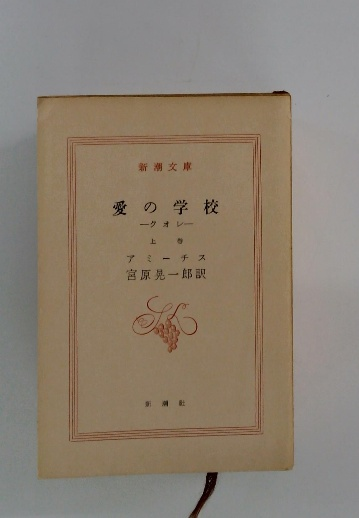 新潮文庫
愛の学校
―クオレ―
上巻
アミーチス
宮原晃一郎訳
新潮社